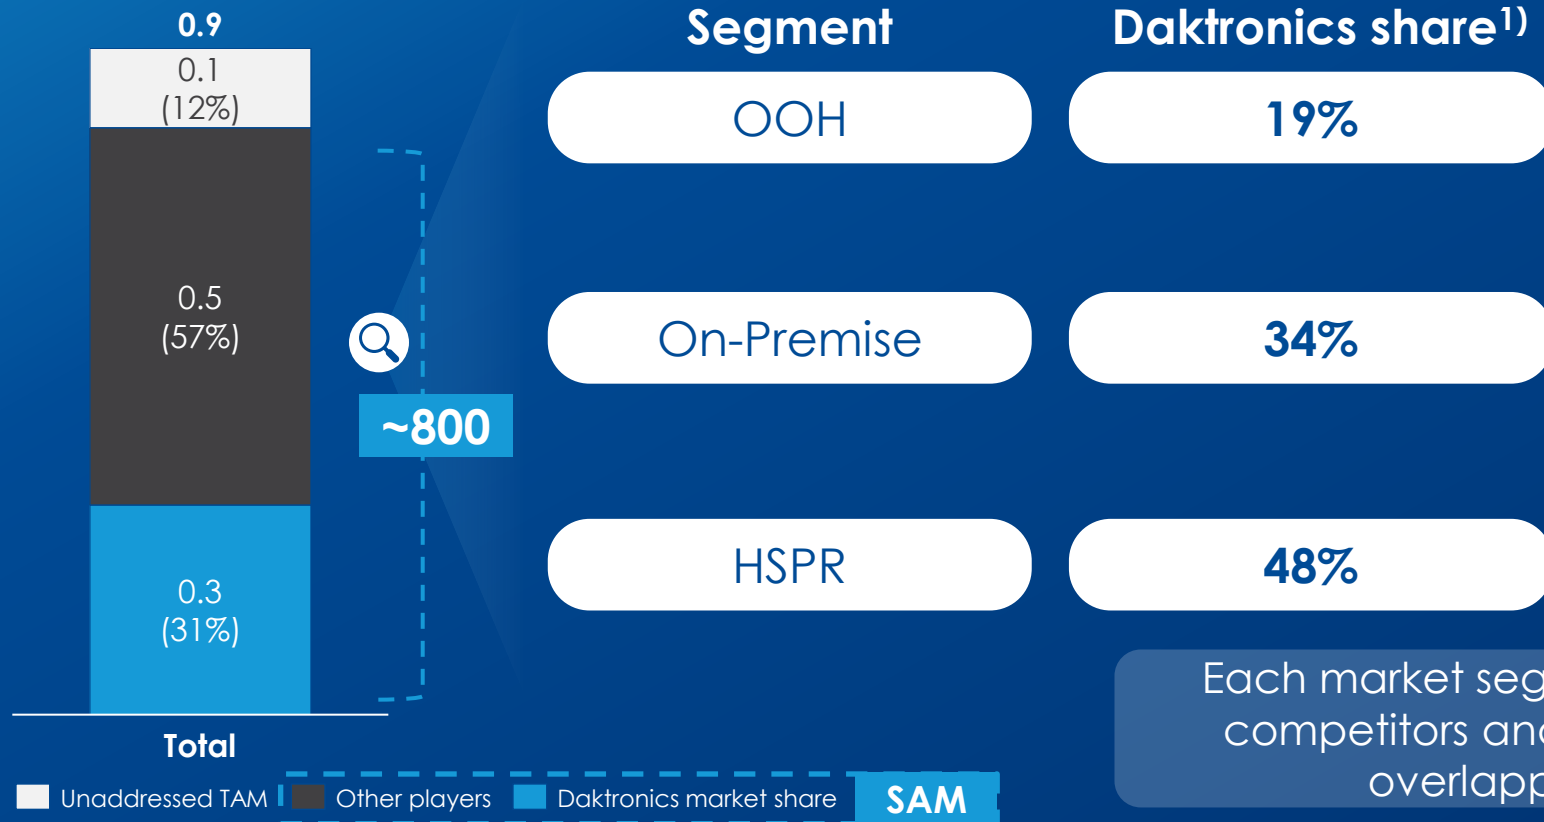 0.9
0.1
(12%)
0.5
(57%)
0.3
(31%)
Total
~800
Segment
Daktronics share¹⁾
OOH
19%
On-Premise
34%
HSPR
48%
Each market seg
competitors and
overlapp
Unaddressed TAM
Other players
Daktronics market share
SAM